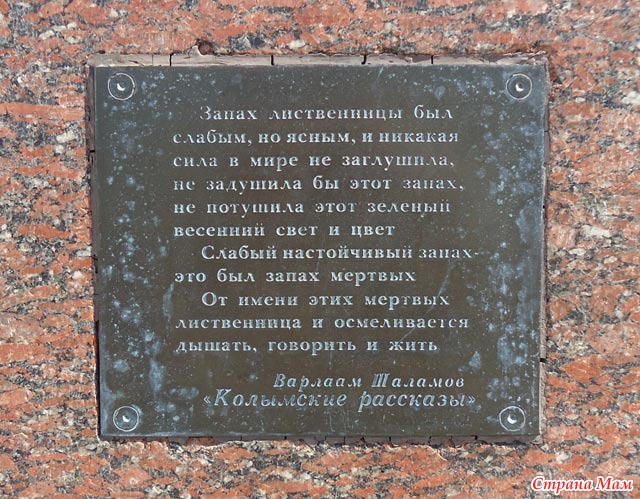 Запах лиственницы был
слабым, но ясным, и никакая
сила в мире не заглушила,
не задушила бы этот запах,
не потушила этот зеленый
весенний свет и цвет
Слабый настойчивый запах-
это был запах мертвых
От имени этих мертвых
лиственница и осмеливается
дышать, говорить и жить
Варлаам Шаламов
«Колымские рассказы»
Страна Мам